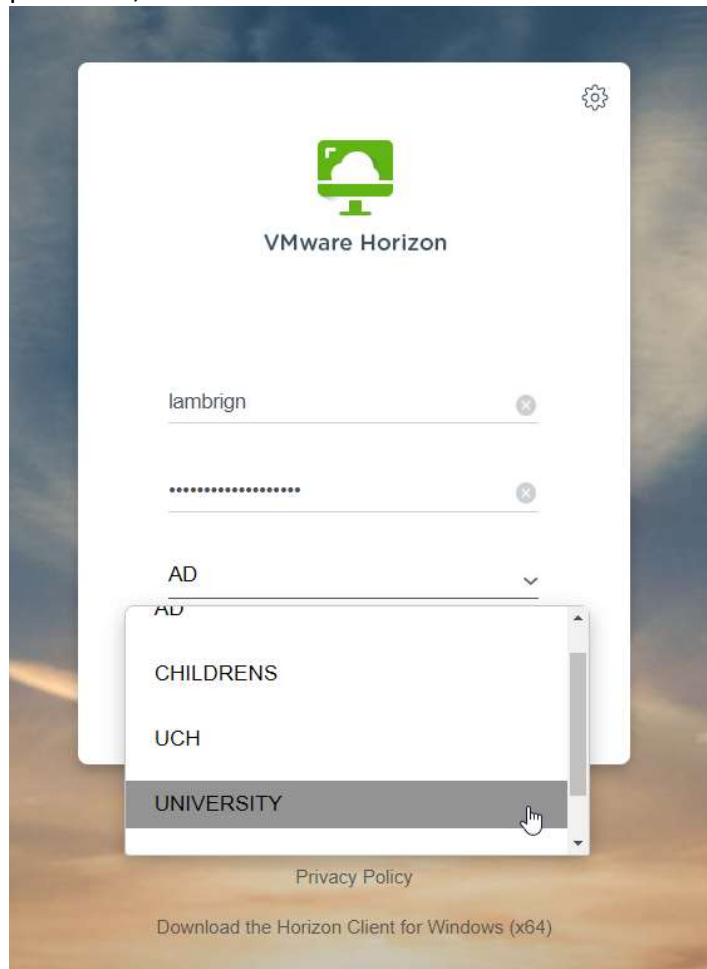 VMware Horizon
lambrign
•••••••••••••••••••
AD
AD
CHILDRENS
UCH
UNIVERSITY
Privacy Policy
Download the Horizon Client for Windows (x64)